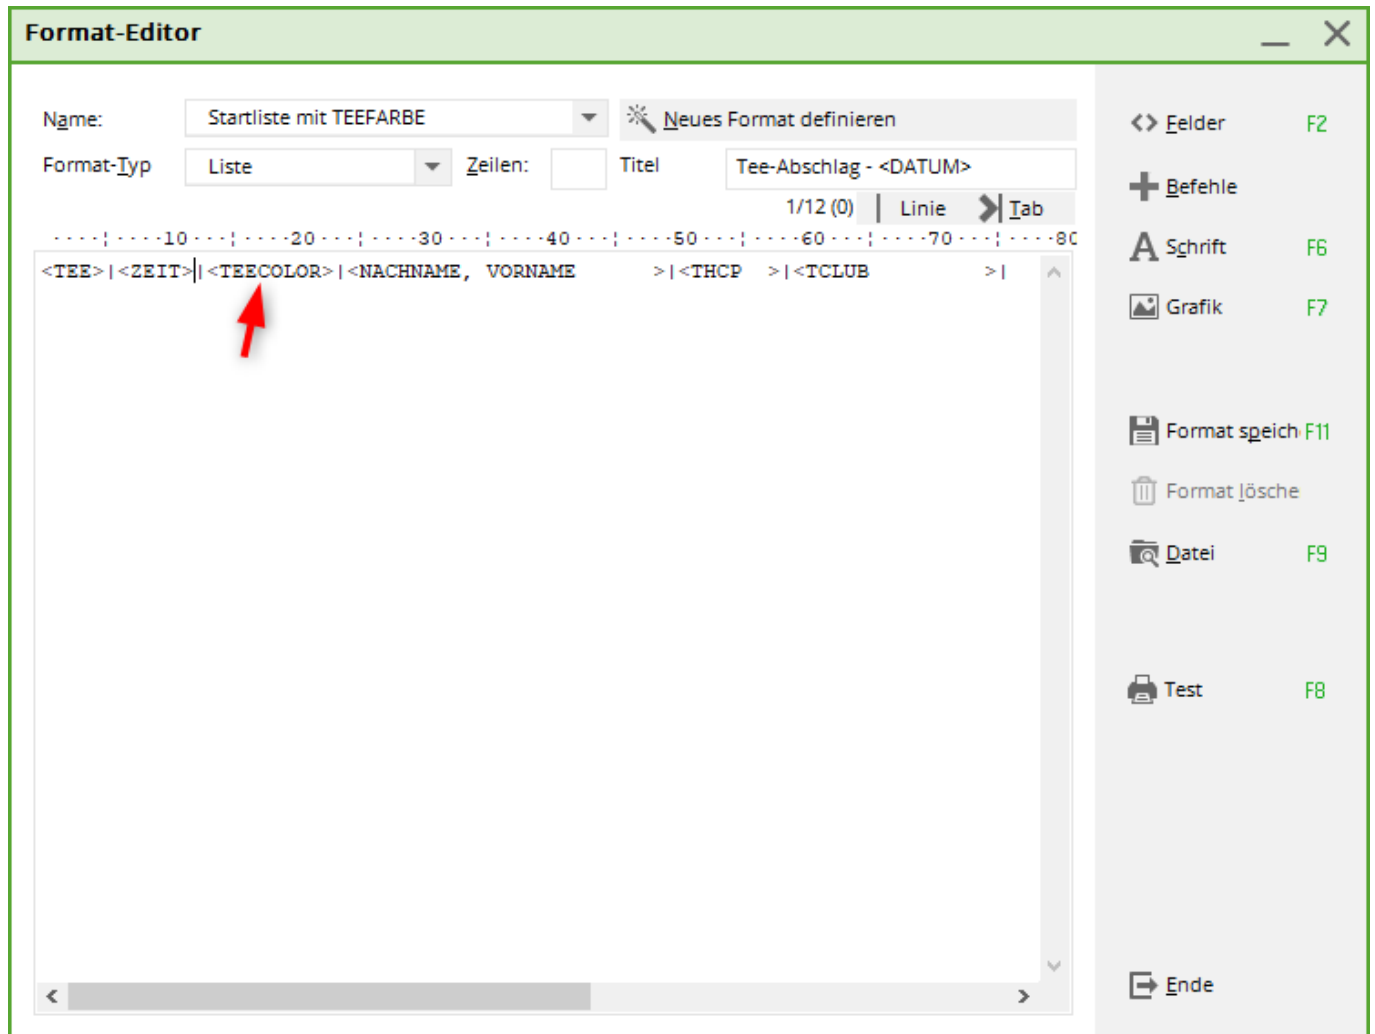 Format-Editor
Name: Startliste mit TEEFARBE Neues Format definieren
Format-Typ Liste Zeilen: Titel Tee-Abschlag - <DATUM>
1/12 (0) Linie Tab
····¦····10···¦····20···¦····30···¦····40···¦····50···¦····60···¦····70···¦····80
<TEE>|<ZEIT>|<TEECOLOR>|<NACHNAME, VORNAME      >|<THCP  >|<TCLUB         >|
Felder F2
Befehle
Schrift F6
Grafik F7
Format speich F11
Format lösche
Datei F9
Test F8
Ende